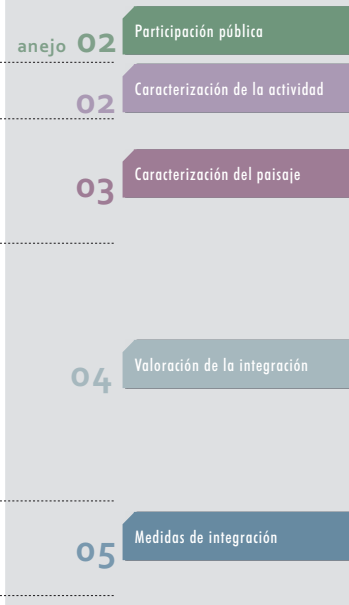 anejo 02 Participación pública
02 Caracterización de la actividad
03 Caracterización del paisaje
04 Valoración de la integración
05 Medidas de integración